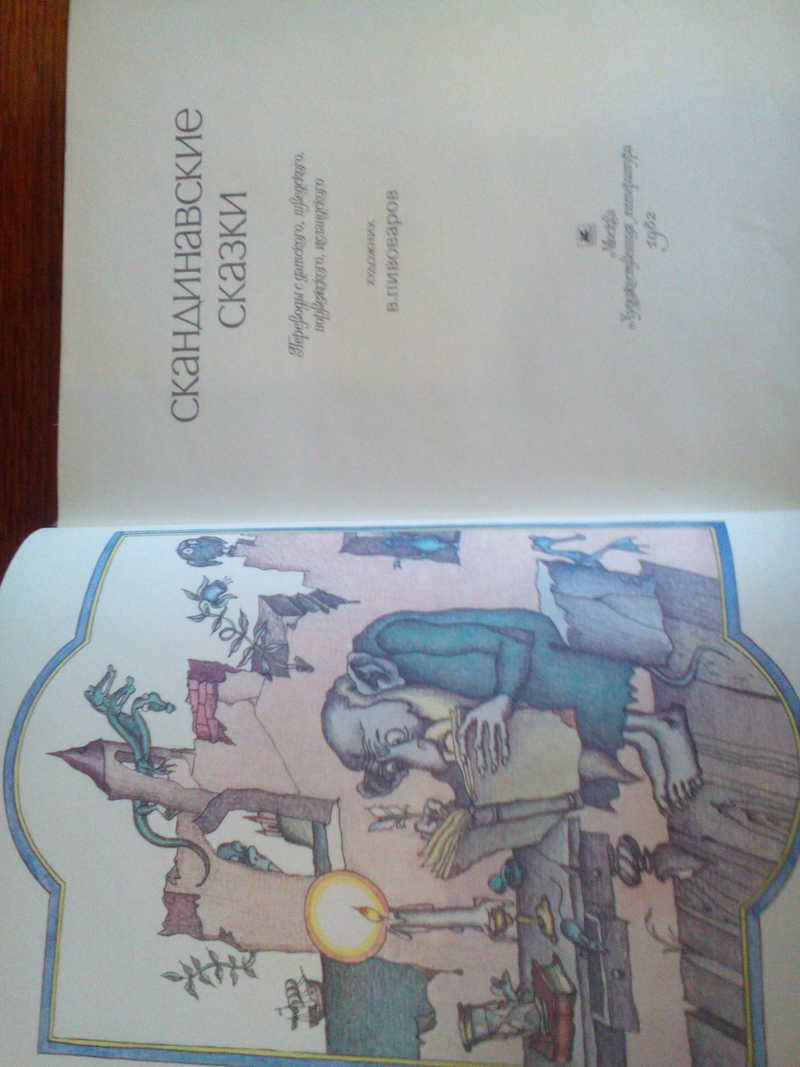 СКАНДИНАВСКИЕ
СКАЗКИ
Переводы с датского, шведского,
норвежского, исландского
ХУДОЖНИК
В.ПИВОВАРОВ
Москва
«Художественная литература»
1982